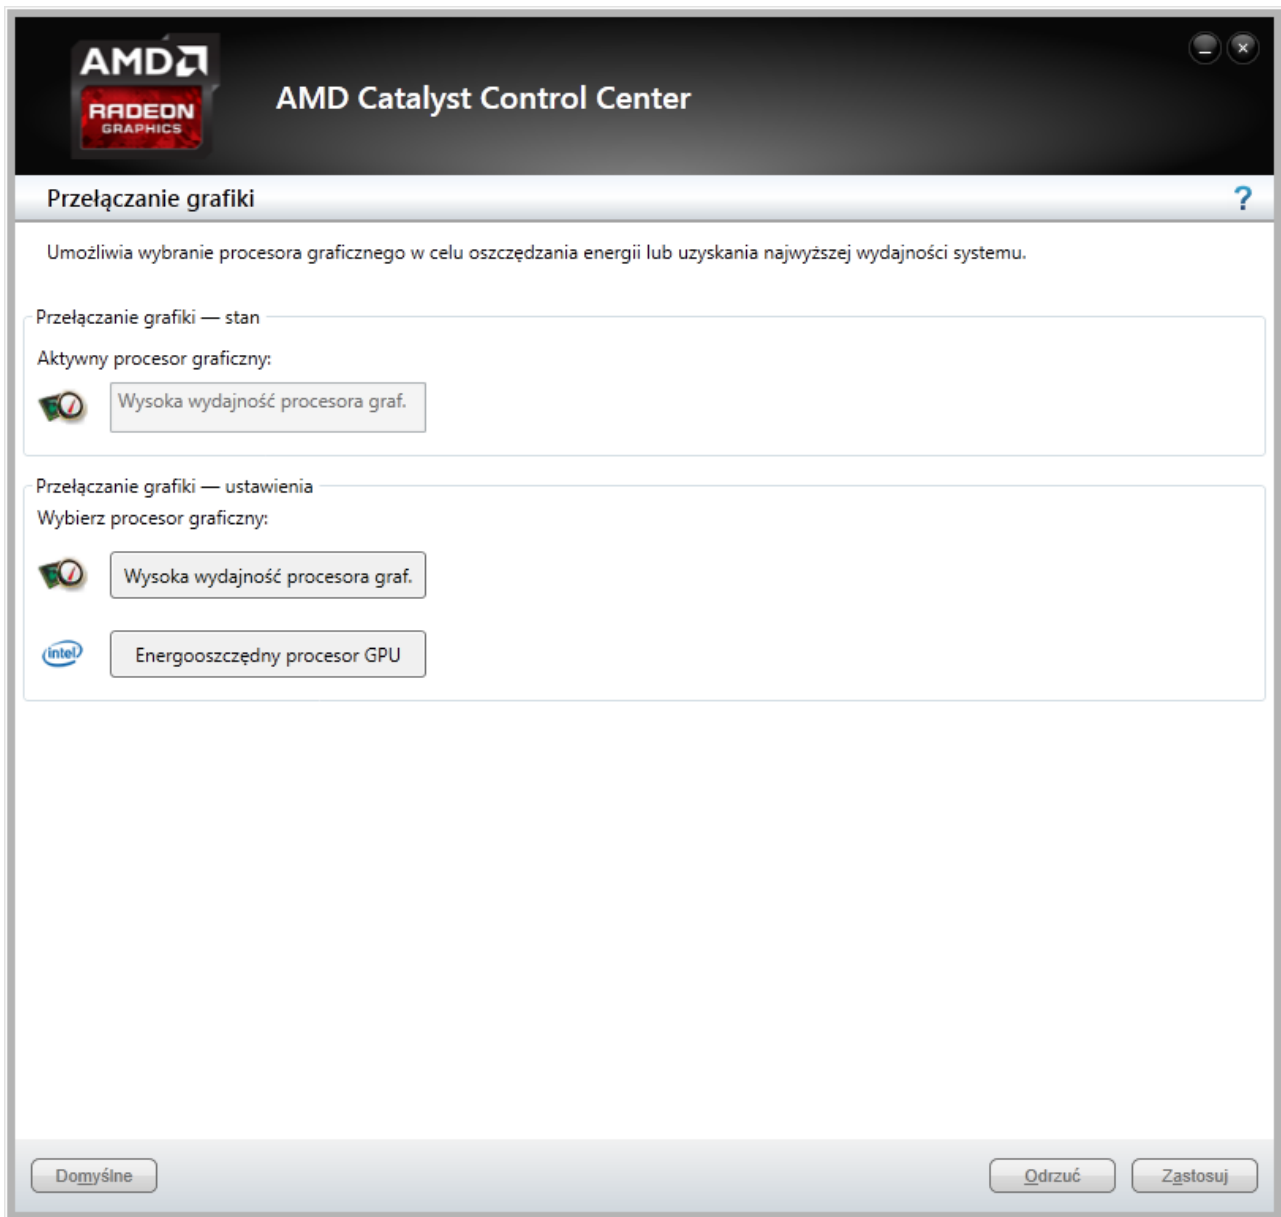 AMD
RADEON
GRAPHICS
AMD Catalyst Control Center
Przełączanie grafiki
?
Umożliwia wybranie procesora graficznego w celu oszczędzania energii lub uzyskania najwyższej wydajności systemu.
Przełączanie grafiki — stan
Aktywny procesor graficzny:
Wysoka wydajność procesora graf.
Przełączanie grafiki — ustawienia
Wybierz procesor graficzny:
Wysoka wydajność procesora graf.
intel
Energooszczędny procesor GPU
Domyślne
Odrzuć
Zastosuj